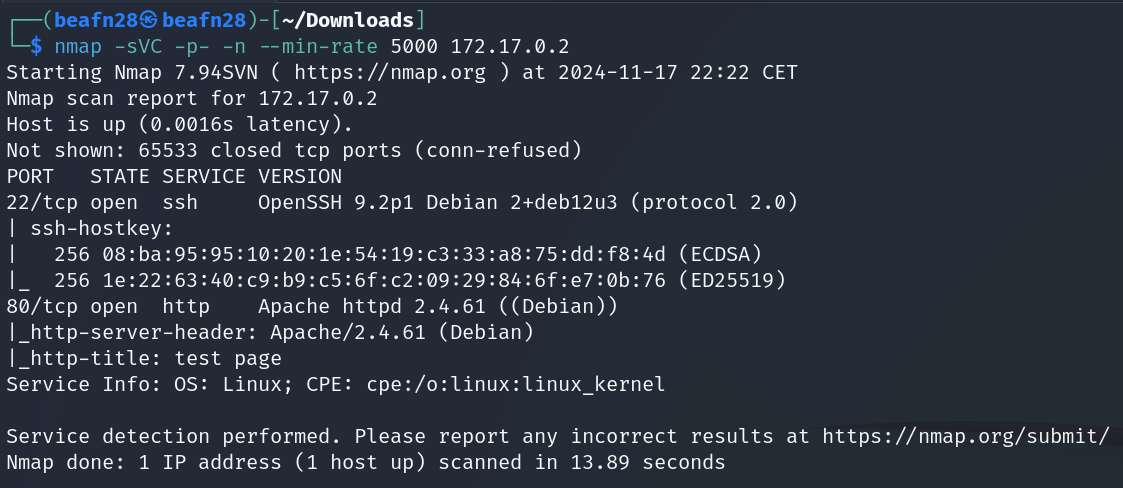 ┌──(beafn28㉿beafn28)-[~/Downloads]
└─$ nmap -sVC -p- -n --min-rate 5000 172.17.0.2
Starting Nmap 7.94SVN ( https://nmap.org ) at 2024-11-17 22:22 CET
Nmap scan report for 172.17.0.2
Host is up (0.0016s latency).
Not shown: 65533 closed tcp ports (conn-refused)
PORT   STATE SERVICE VERSION
22/tcp open  ssh     OpenSSH 9.2p1 Debian 2+deb12u3 (protocol 2.0)
| ssh-hostkey:
|   256 08:ba:95:95:10:20:1e:54:19:c3:33:a8:75:dd:f8:4d (ECDSA)
|_  256 1e:22:63:40:c9:b9:c5:6f:c2:09:29:84:6f:e7:0b:76 (ED25519)
80/tcp open  http    Apache httpd 2.4.61 ((Debian))
|_http-server-header: Apache/2.4.61 (Debian)
|_http-title: test page
Service Info: OS: Linux; CPE: cpe:/o:linux:linux_kernel

Service detection performed. Please report any incorrect results at https://nmap.org/submit/
Nmap done: 1 IP address (1 host up) scanned in 13.89 seconds